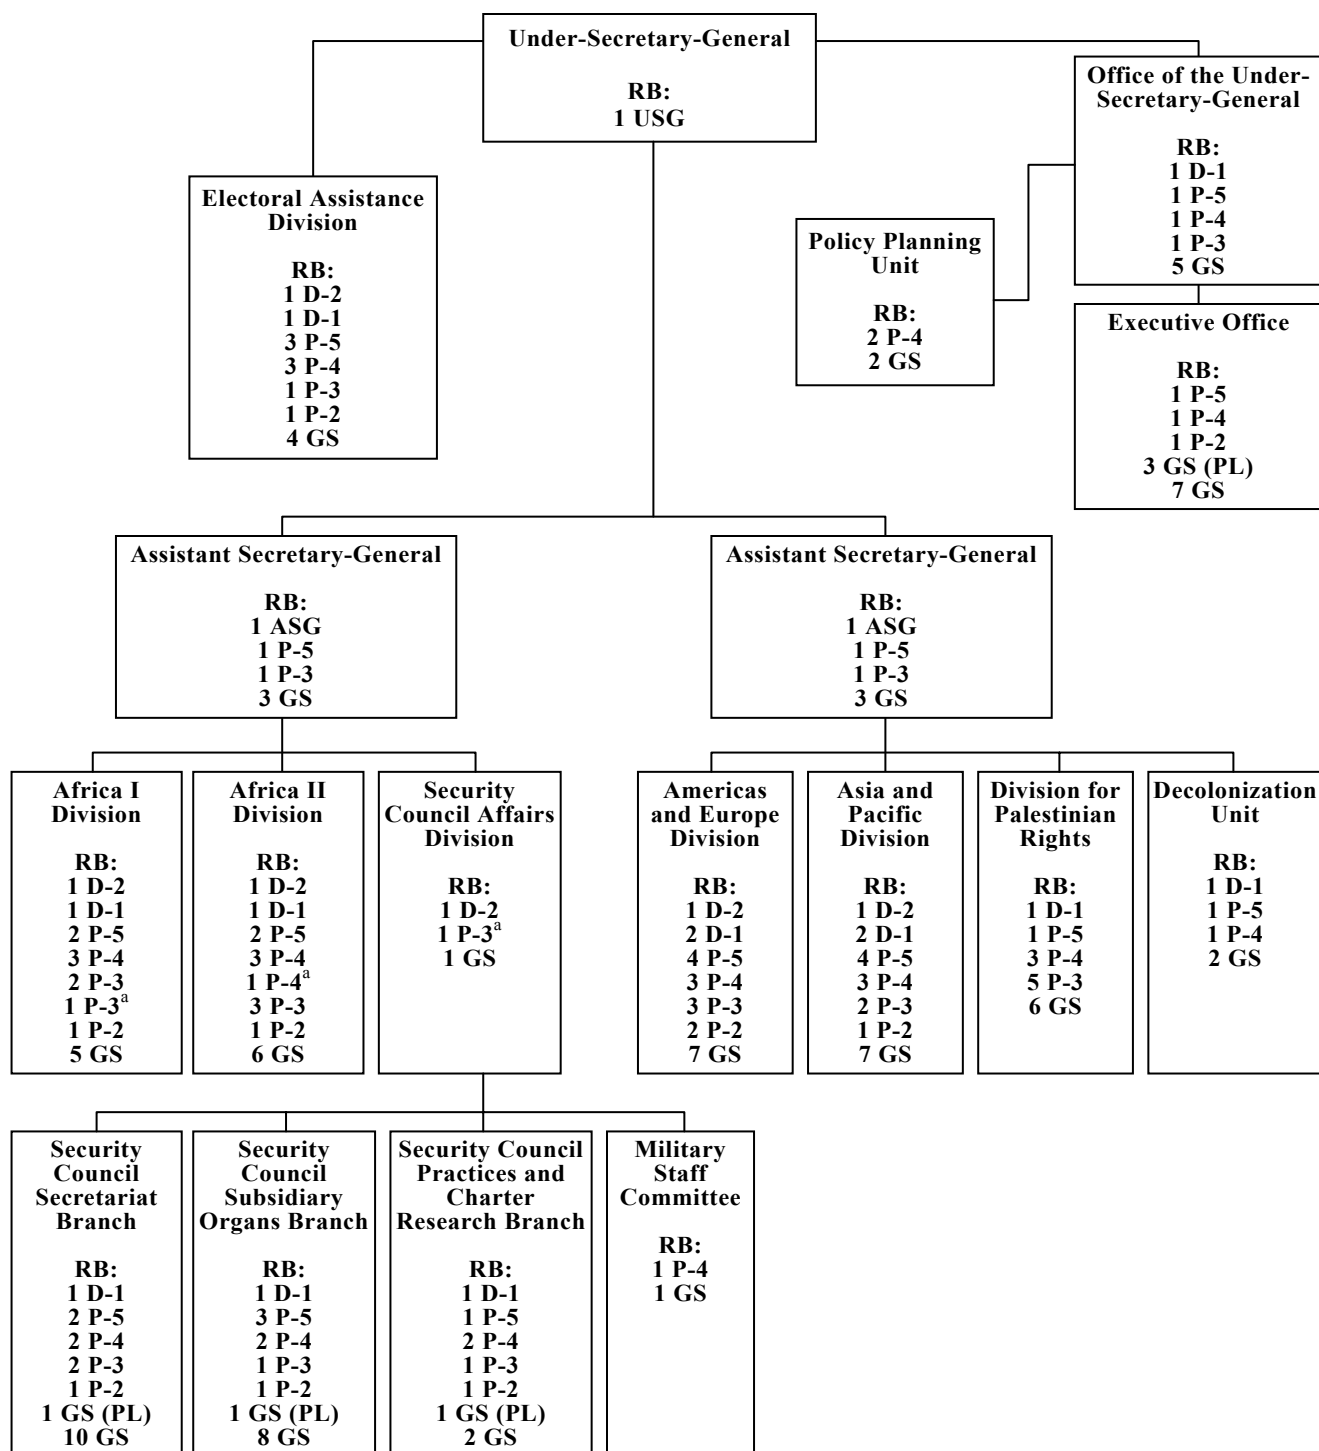 Under-Secretary-General
RB:
1 USG
Office of the Under-
Secretary-General
RB:
1 D-1
1 P-5
1 P-4
1 P-3
5 GS
Electoral Assistance
Division
RB:
1 D-2
1 D-1
3 P-5
3 P-4
1 P-3
1 P-2
4 GS
Policy Planning
Unit
RB:
2 P-4
2 GS
Executive Office
RB:
1 P-5
1 P-4
1 P-2
3 GS (PL)
7 GS
Assistant Secretary-General
RB:
1 ASG
1 P-5
1 P-3
3 GS
Assistant Secretary-General
RB:
1 ASG
1 P-5
1 P-3
3 GS
Africa I
Division
RB:
1 D-2
1 D-1
2 P-5
3 P-4
2 P-3
1 P-3a
1 P-2
5 GS
Africa II
Division
RB:
1 D-2
1 D-1
2 P-5
3 P-4
1 P-4a
3 P-3
1 P-2
6 GS
Security
Council Affairs
Division
RB:
1 D-2
1 P-3a
1 GS
Americas
and Europe
Division
RB:
1 D-2
2 D-1
4 P-5
3 P-4
3 P-3
2 P-2
7 GS
Asia and
Pacific
Division
RB:
1 D-2
2 D-1
4 P-5
3 P-4
2 P-3
1 P-2
7 GS
Division for
Palestinian
Rights
RB:
1 D-1
1 P-5
3 P-4
5 P-3
6 GS
Decolonization
Unit
RB:
1 D-1
1 P-5
1 P-4
2 GS
Security
Council
Secretariat
Branch
RB:
1 D-1
2 P-5
2 P-4
2 P-3
1 P-2
1 GS (PL)
10 GS
Security
Council
Subsidiary
Organs Branch
RB:
1 D-1
3 P-5
2 P-4
1 P-3
1 P-2
1 GS (PL)
8 GS
Security Council
Practices and
Charter
Research Branch
RB:
1 D-1
1 P-5
2 P-4
1 P-3
1 P-2
1 GS (PL)
2 GS
Military
Staff
Committee
RB:
1 P-4
1 GS